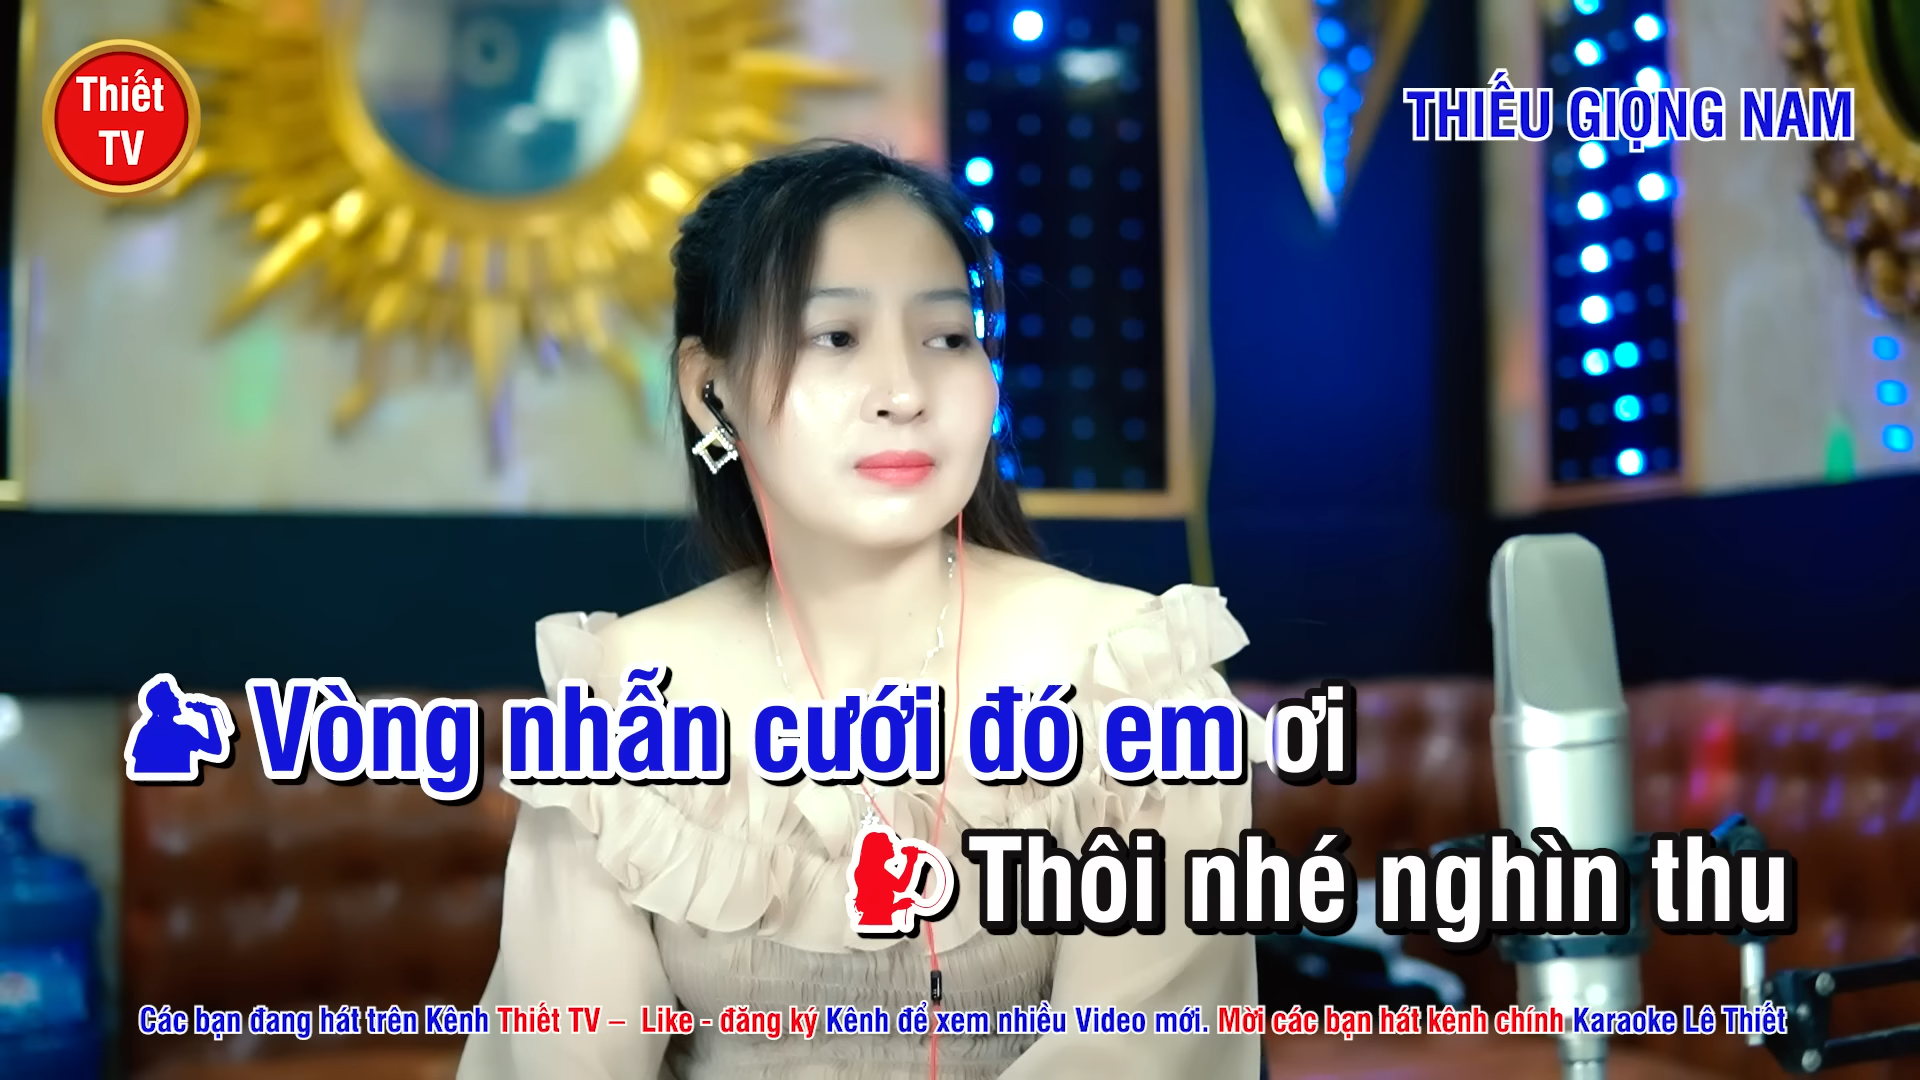 Thiết
TV
THIẾU GIỌNG NAM
Vòng nhẫn cưới đó em ơi
Thôi nhé nghìn thu
Các bạn đang hát trên Kênh Thiết TV – Like - đăng ký Kênh để xem nhiều Video mới. Mời các bạn hát kênh chính Karaoke Lê Thiết